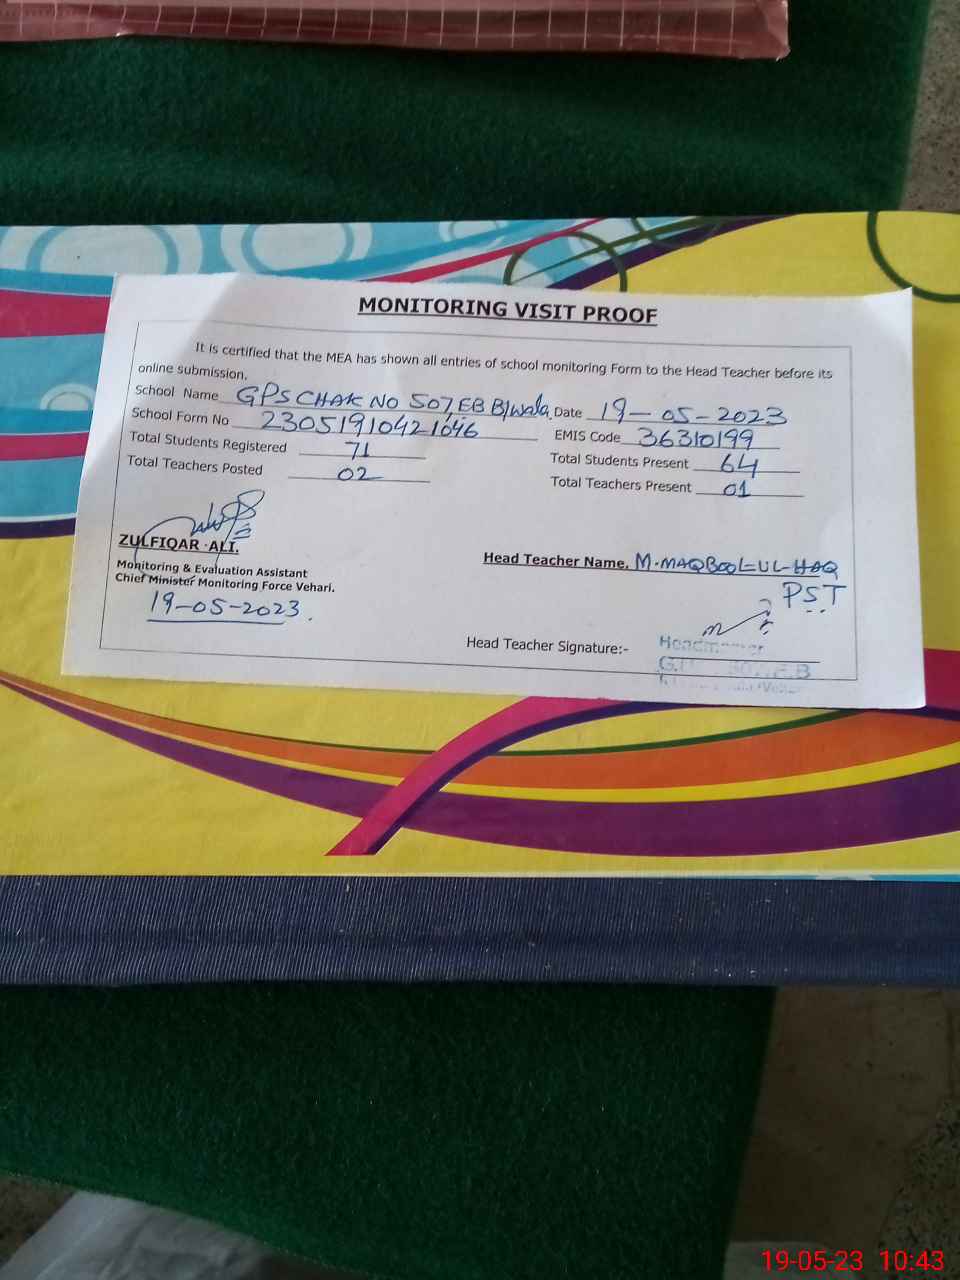 MONITORING VISIT PROOF
It is certified that the MEA has shown all entries of school monitoring Form to the Head Teacher before its
online submission.
School Name GPS CHAK NO 507 EB B/wala Date 19-05-2023
School Form No 23051910421046 EMIS Code 36310199
Total Students Registered 71 Total Students Present 64
Total Teachers Posted 02 Total Teachers Present 01
ZULFIQAR ALI.
Monitoring & Evaluation Assistant
Chief Minister Monitoring Force Vehari.
19-05-2023.
Head Teacher Name. M. MAQBOOL-UL-HAQ
PST
Head Teacher Signature:-
19-05-23 10:43